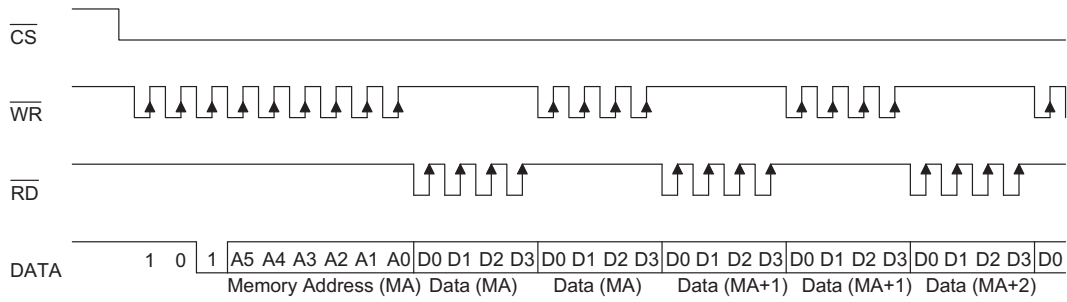 CS
WR
RD
DATA 1 0 1 A5 A4 A3 A2 A1 A0 D0 D1 D2 D3 D0 D1 D2 D3 D0 D1 D2 D3 D0 D1 D2 D3 D0 D1 D2 D3 D0
Memory Address (MA) Data (MA) Data (MA) Data (MA+1) Data (MA+1) Data (MA+2)